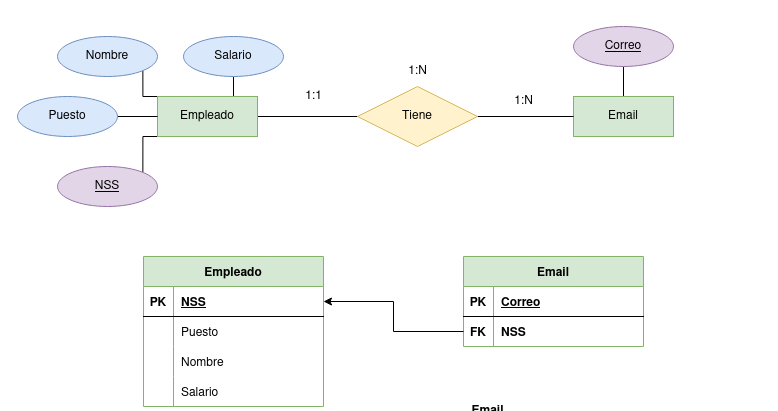 Correo
Nombre
Salario
1:N
1:1
1:N
Puesto
Empleado
Tiene
Email
NSS
Empleado
PK NSS
Puesto
Nombre
Salario
Email
PK Correo
FK NSS
Email